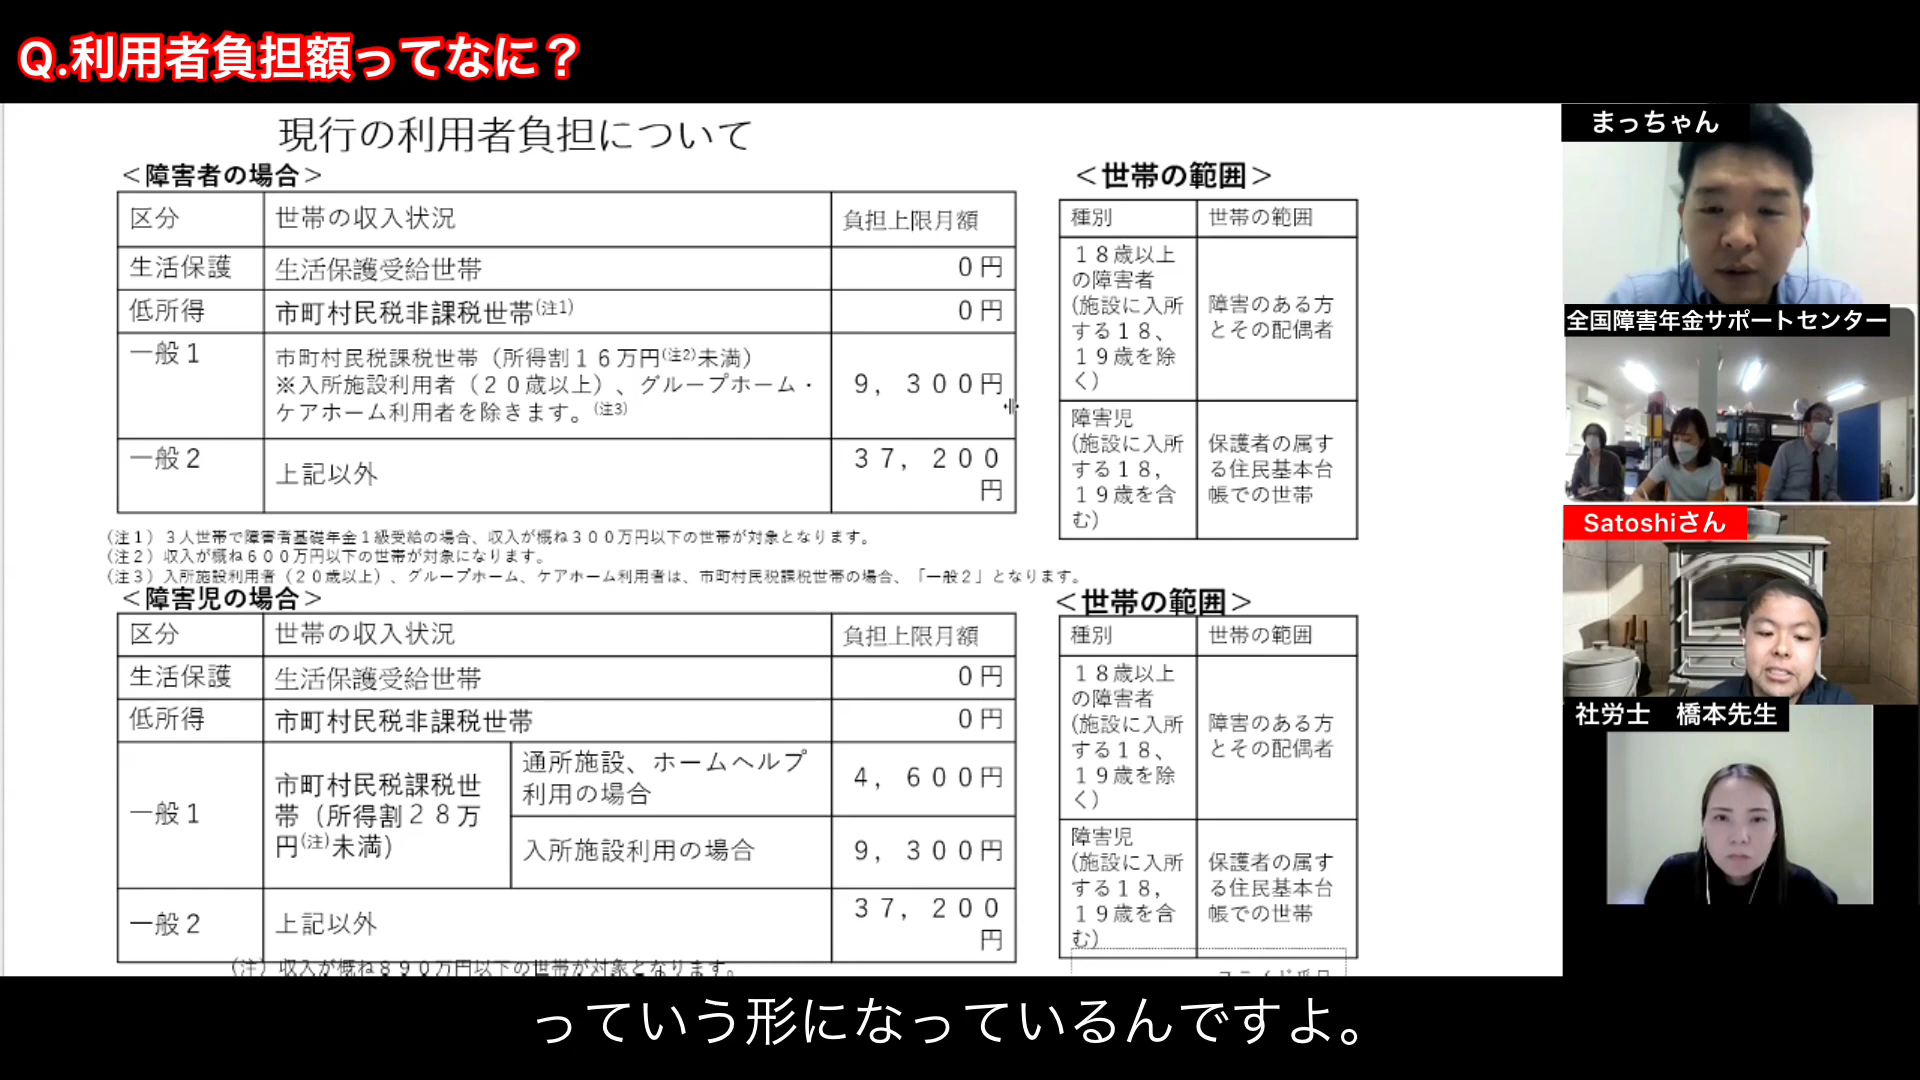 Q.利用者負担額ってなに？
現行の利用者負担について
＜障害者の場合＞
区分 世帯の収入状況 負担上限月額
生活保護 生活保護受給世帯 0円
低所得 市町村民税非課税世帯(注1) 0円
一般１ 市町村民税課税世帯（所得割１６万円(注2)未満）
※入所施設利用者（２０歳以上）、グループホーム・
ケアホーム利用者を除きます。(注3)
9，３００円
一般２ 上記以外 ３７，２００
円
（注１）３人世帯で障害者基礎年金１級受給の場合、収入が概ね３００万円以下の世帯が対象となります。
（注２）収入が概ね６００万円以下の世帯が対象になります。
（注３）入所施設利用者（２０歳以上）、グループホーム、ケアホーム利用者は、市町村民税課税世帯の場合、「一般２」となります。
＜世帯の範囲＞
種別 世帯の範囲
１８歳以上
の障害者
(施設に入所
する１８、
１９歳を除
く）
障害のある方
とその配偶者
障害児
(施設に入所
する１８，
１９歳を含
む）
保護者の属す
る住民基本台
帳での世帯
＜障害児の場合＞
区分 世帯の収入状況 負担上限月額
生活保護 生活保護受給世帯 0円
低所得 市町村民税非課税世帯 0円
一般１
市町村民税課税世
帯（所得割２８万
円(注)未満）
通所施設、ホームヘルプ
利用の場合
4，６００円
入所施設利用の場合 9，３００円
一般２ 上記以外 ３７，２００
円
（注）収入が概ね８９０万円以下の世帯が対象となります。
＜世帯の範囲＞
種別 世帯の範囲
１８歳以上
の障害者
(施設に入所
する１８、
１９歳を除
く）
障害のある方
とその配偶者
障害児
(施設に入所
する１８，
１９歳を含
む）
保護者の属す
る住民基本台
帳での世帯
まっちゃん
全国障害年金サポートセンター
Satoshiさん
社労士　橋本先生
っていう形になっているんですよ。